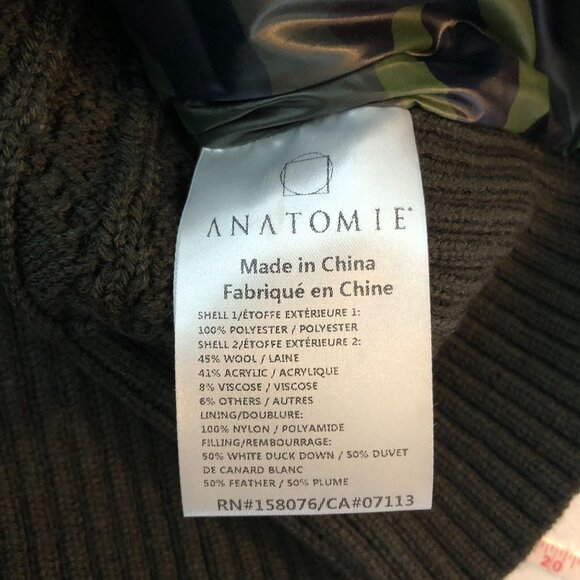 ANATOMIE
Made in China
Fabriqué en Chine
SHELL 1/ÉTOFFE EXTÉRIEURE 1:
100% POLYESTER / POLYESTER
SHELL 2/ÉTOFFE EXTÉRIEURE 2:
45% WOOL / LAINE
41% ACRYLIC / ACRYLIQUE
8% VISCOSE / VISCOSE
6% OTHERS / AUTRES
LINING/DOUBLURE:
100% NYLON / POLYAMIDE
FILLING/REMBOURRAGE:
50% WHITE DUCK DOWN / 50% DUVET
DE CANARD BLANC
50% FEATHER / 50% PLUME
RN#158076/CA#07113
20